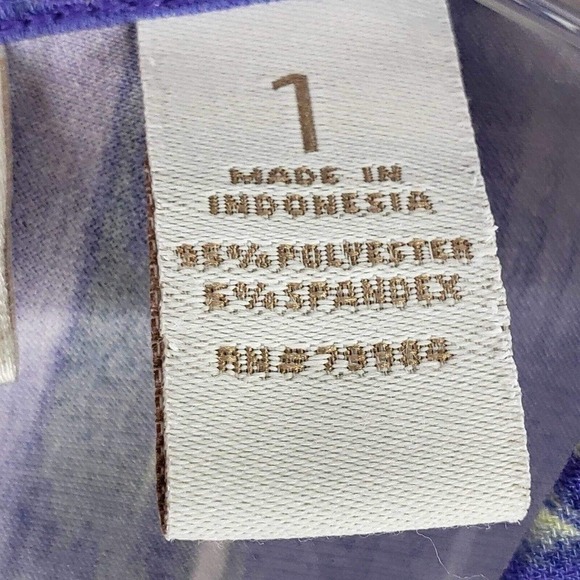 1
MADE IN
INDONESIA
95% POLYESTER
5% SPANDEX